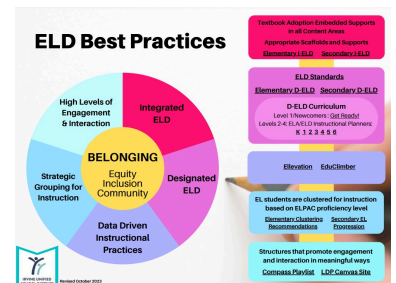 ELD Best Practices
High Levels of
Engagement
& Interaction
Integrated
ELD
BELONGING
Equity
Inclusion
Community
Strategic
Grouping for
Instruction
Designated
ELD
Data Driven
Instructional
Practices
IRVINE UNIFIED
Revised October 2023
Textbook Adoption Embedded Supports
in all Content Areas
Appropriate Scaffolds and Supports
Elementary I-ELD Secondary I-ELD
ELD Standards
Elementary D-ELD Secondary D-ELD
D-ELD Curriculum
Level 1/Newcomers : Get Ready!
Levels 2-4: ELA/ELD Instructional Planners:
K 1 2 3 4 5 6
Ellevation EduClimber
EL students are clustered for instruction
based on ELPAC proficiency level
Elementary Clustering Secondary EL
Recommendations Progression
Structures that promote engagement
and interaction in meaningful ways
Compass Playlist LDP Canvas Site